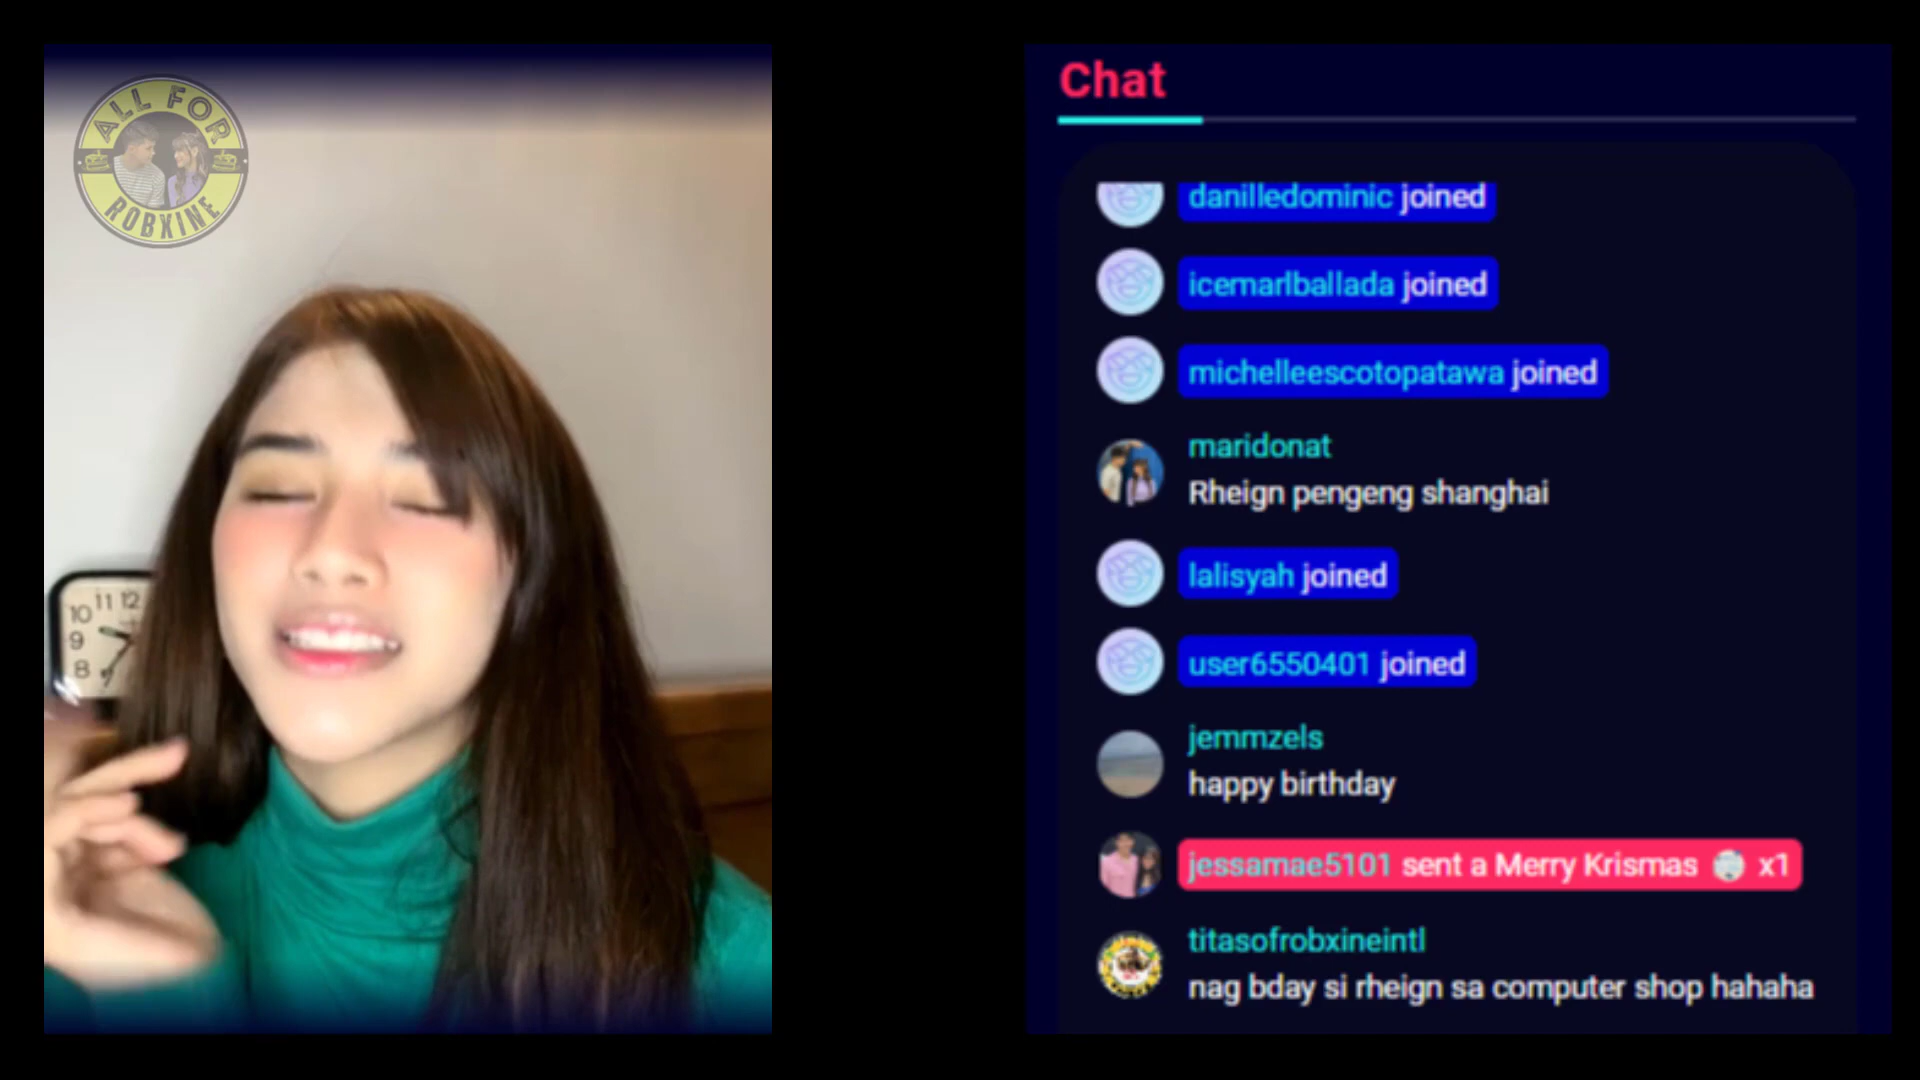 ALL FOR
ROBXINE
10 11 12
9
8
Chat
danilledominic joined
icemarlballada joined
michelleescotopatawa joined
maridonat
Rheign pengeng shanghai
lalisyah joined
user6550401 joined
jemmzels
happy birthday
jessamae5101 sent a Merry Krismas x1
titasofrobxineintl
nag bday si rheign sa computer shop hahaha